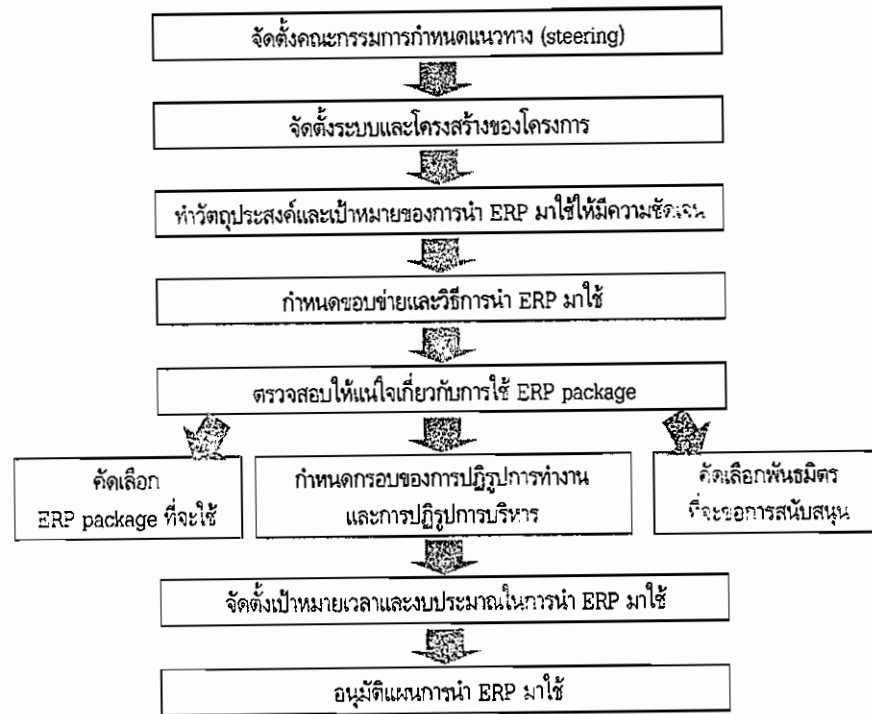 จัดตั้งคณะกรรมการกำหนดแนวทาง (steering)
จัดตั้งระบบและโครงสร้างของโครงการ
ทำวัตถุประสงค์และเป้าหมายของการนำ ERP มาใช้ให้มีความชัดเจน
กำหนดขอบข่ายและวิธีการนำ ERP มาใช้
ตรวจสอบให้แน่ใจเกี่ยวกับการใช้ ERP package
คัดเลือก
ERP package ที่จะใช้
กำหนดกรอบของการปฏิรูปการทำงาน
และการปฏิรูปการบริหาร
คัดเลือกพันธมิตร
ที่จะขอการสนับสนุน
จัดตั้งเป้าหมายเวลาและงบประมาณในการนำ ERP มาใช้
อนุมัติแผนการนำ ERP มาใช้